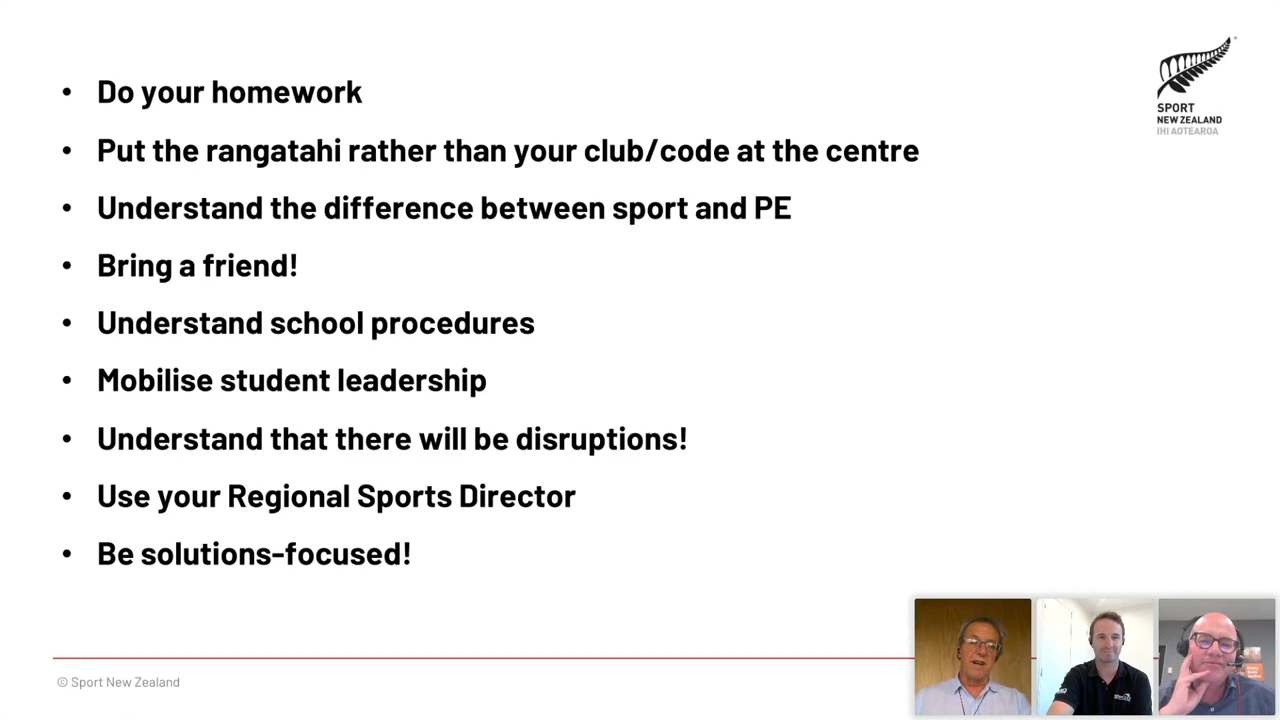 • Do your homework
• Put the rangatahi rather than your club/code at the centre
• Understand the difference between sport and PE
• Bring a friend!
• Understand school procedures
• Mobilise student leadership
• Understand that there will be disruptions!
• Use your Regional Sports Director
• Be solutions-focused!
SPORT
NEW ZEALAND
IHI AOTEAROA
© Sport New Zealand